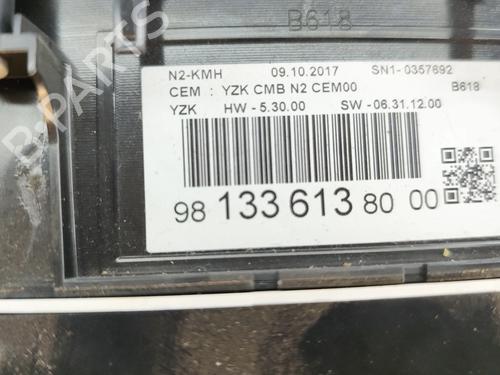 B618
N2-KMH 09.10.2017 SN1- 0357692
CEM : YZK CMB N2 CEM00 B618
YZK HW - 5.30.00 SW - 06.31.12.00
98 133 613 80 00
B-PARTS